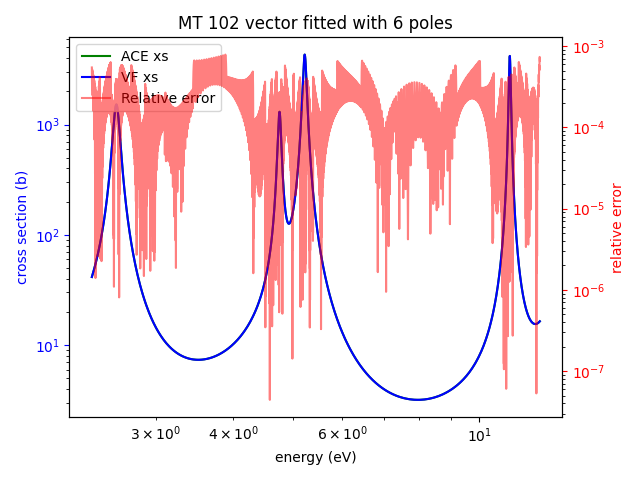 MT 102 vector fitted with 6 poles
ACE xs
VF xs
Relative error
cross section (b)
10³
10²
10¹
relative error
10⁻³
10⁻⁴
10⁻⁵
10⁻⁶
10⁻⁷
3 × 10⁰ 4 × 10⁰ 6 × 10⁰ 10¹
energy (eV)